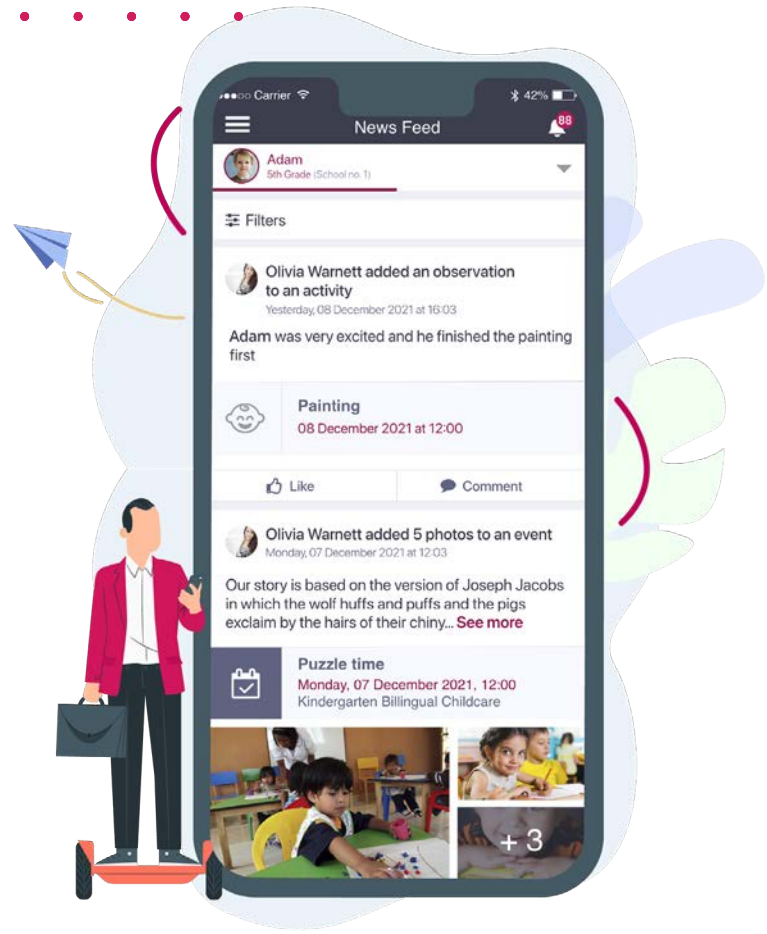 Carrier
42%
News Feed
88
Adam
5th Grade (School no. 1)
Filters
Olivia Warnett added an observation
to an activity
Yesterday, 08 December 2021 at 16:03
Adam was very excited and he finished the painting
first
Painting
08 December 2021 at 12:00
Like
Comment
Olivia Warnett added 5 photos to an event
Monday, 07 December 2021 at 12:03
Our story is based on the version of Joseph Jacobs
in which the wolf huffs and puffs and the pigs
exclaim by the hairs of their chiny... See more
Puzzle time
Monday, 07 December 2021, 12:00
Kindergarten Billingual Childcare
+ 3